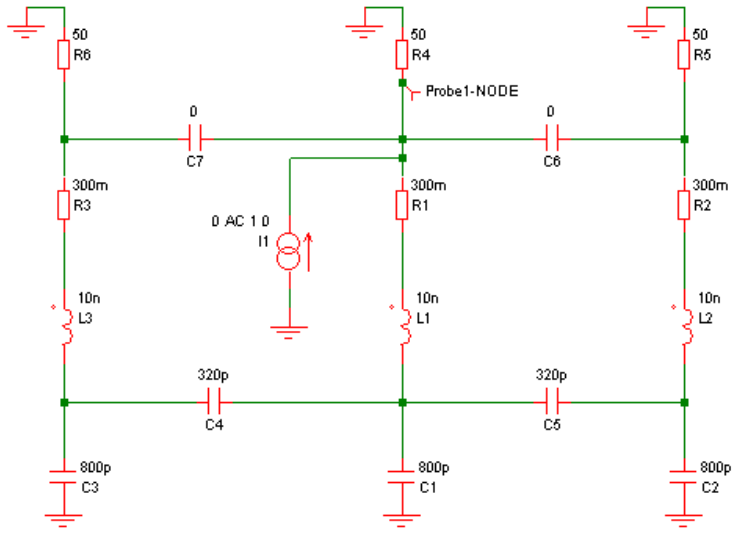 50
R6
50
R4
50
R5
Probe1-NODE
0
C7
0
C6
300m
R3
300m
R1
300m
R2
0 AC 1 0
I1
10n
L3
10n
L1
10n
L2
320p
C4
320p
C5
800p
C3
800p
C1
800p
C2